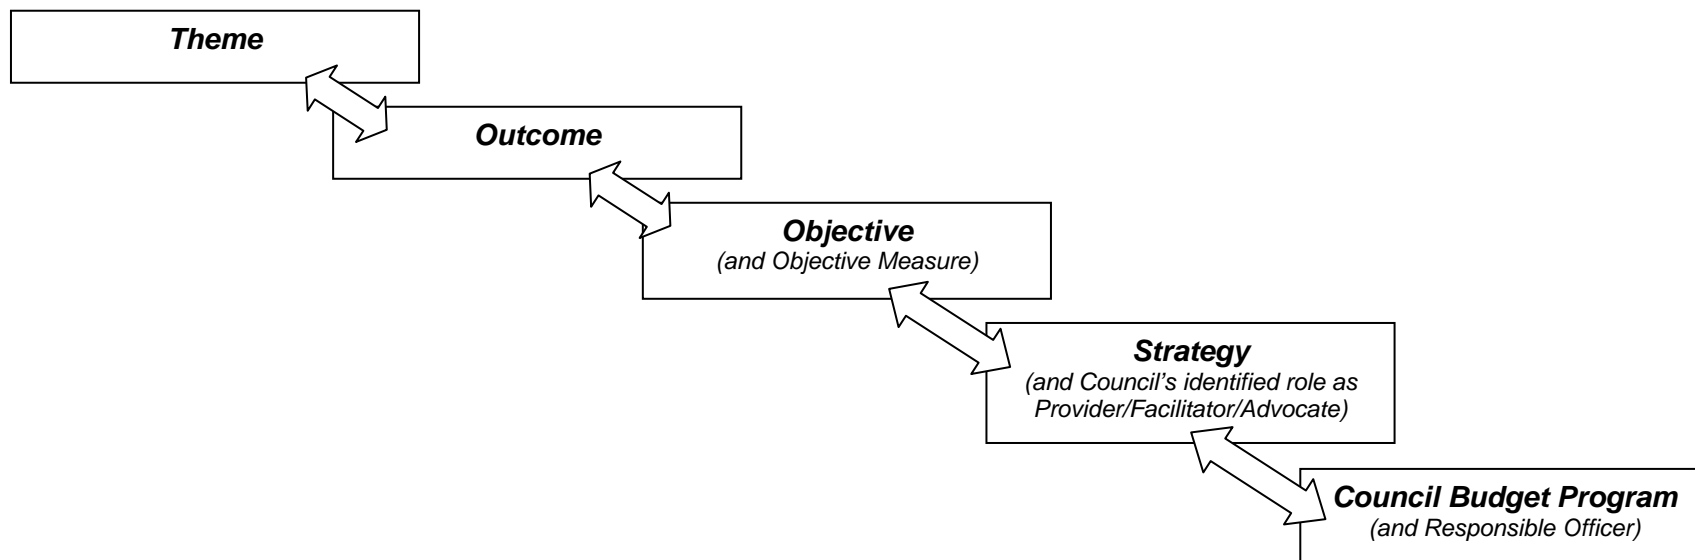 Theme
Outcome
Objective
(and Objective Measure)
Strategy
(and Council’s identified role as
Provider/Facilitator/Advocate)
Council Budget Program
(and Responsible Officer)